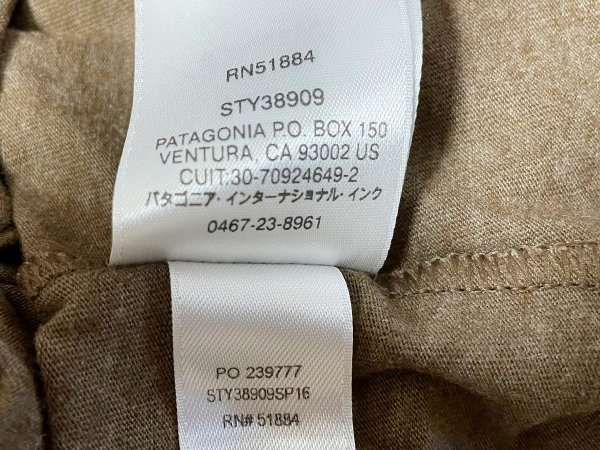 RN51884
STY38909
PATAGONIA P.O. BOX 150
VENTURA, CA 93002 US
CUIT:30-70924649-2
パタゴニア・インターナショナル・インク
0467-23-8961
PO 239777
STY38909SP16
RN# 51884